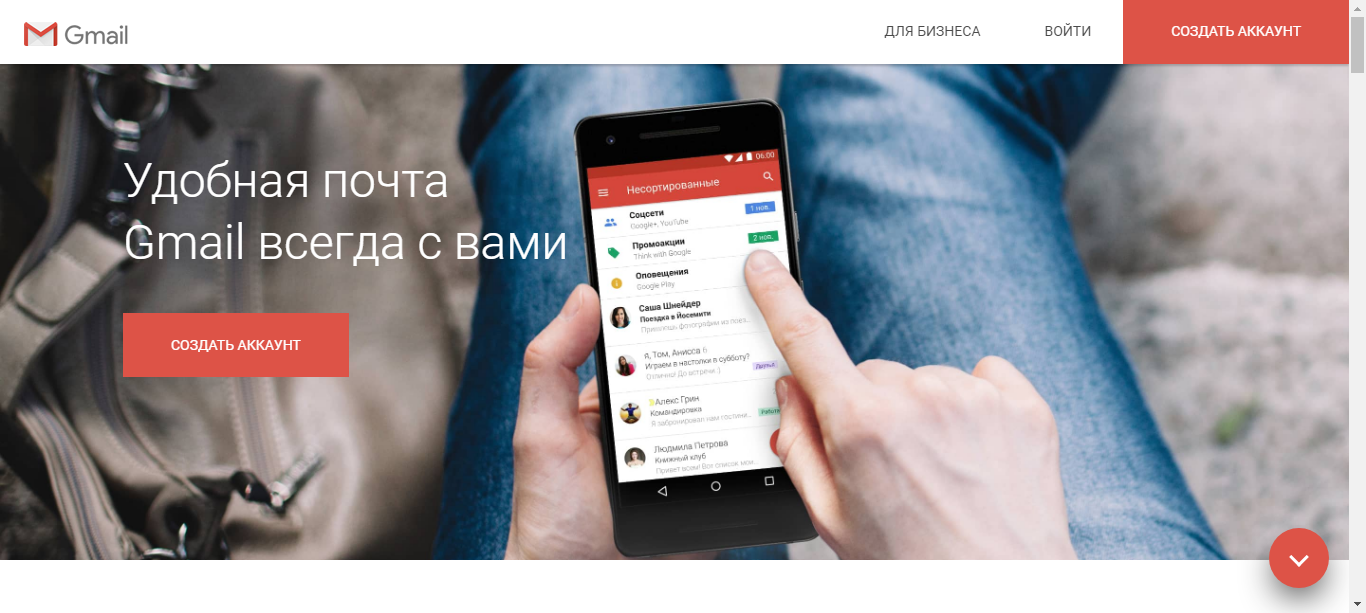 Gmail
ДЛЯ БИЗНЕСА
ВОЙТИ
СОЗДАТЬ АККАУНТ
Удобная почта
Gmail всегда с вами
СОЗДАТЬ АККАУНТ
06:00
Несортированные
Соцсети
1 нов.
Google+, YouTube
Промоакции
2 нов.
Think with Google
Оповещения
Google Play
Саша Шнейдер
Поездка в Йосемити
Пришлешь фотографии из поез...
я, Том, Анисса 6
Играем в настолки в субботу?
Отлично! До встречи :)
Друзья
Алекс Грин
Командировка
Я забронировал нам гостини...
Работа
Людмила Петрова
Книжный клуб
Привет всем! Вот список